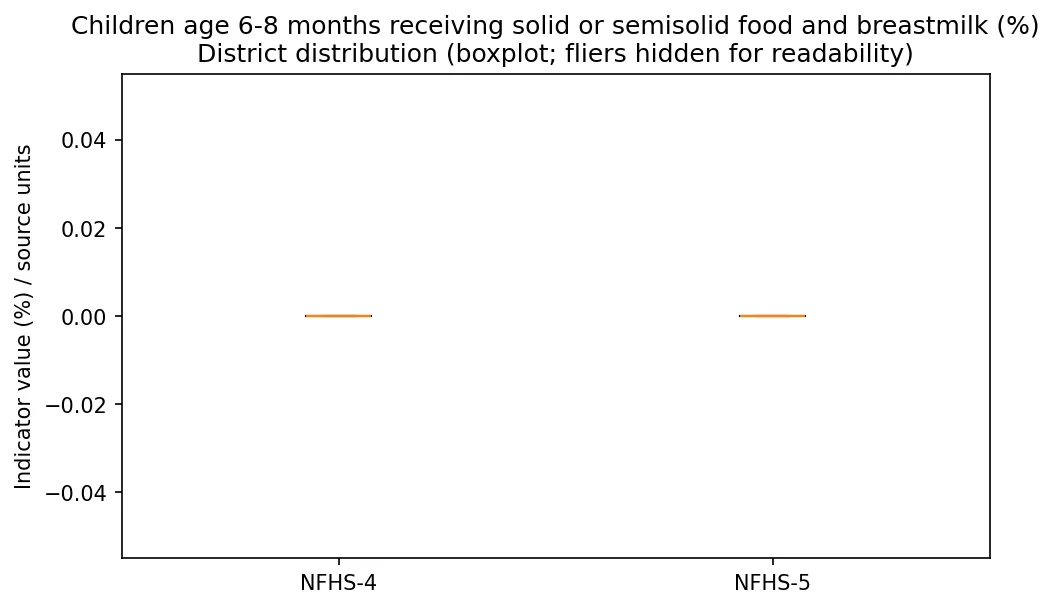 Children age 6-8 months receiving solid or semisolid food and breastmilk (%)
District distribution (boxplot; fliers hidden for readability)
Indicator value (%) / source units
0.04
0.02
0.00
−0.02
−0.04
NFHS-4
NFHS-5